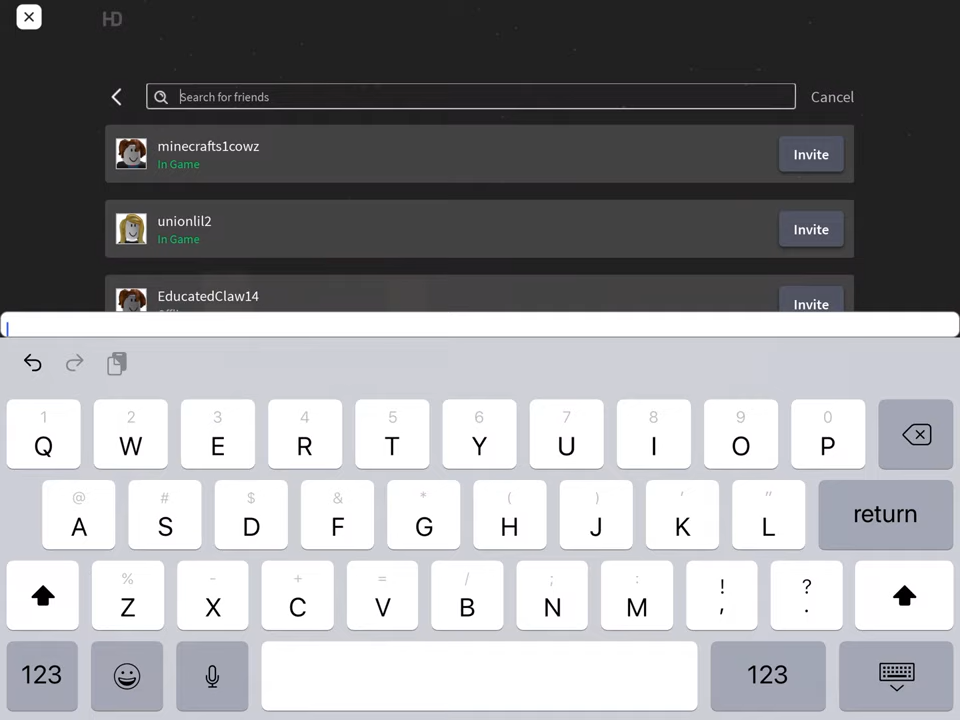 HD
Search for friends
Cancel
minecrafts1cowz
In Game
Invite
unionlil2
In Game
Invite
EducatedClaw14
Invite
1 2 3 4 5 6 7 8 9 0
Q W E R T Y U I O P
@ # $ & * ( ) ' "
A S D F G H J K L return
% - + = / ; : ! ?
Z X C V B N M , .
123 123